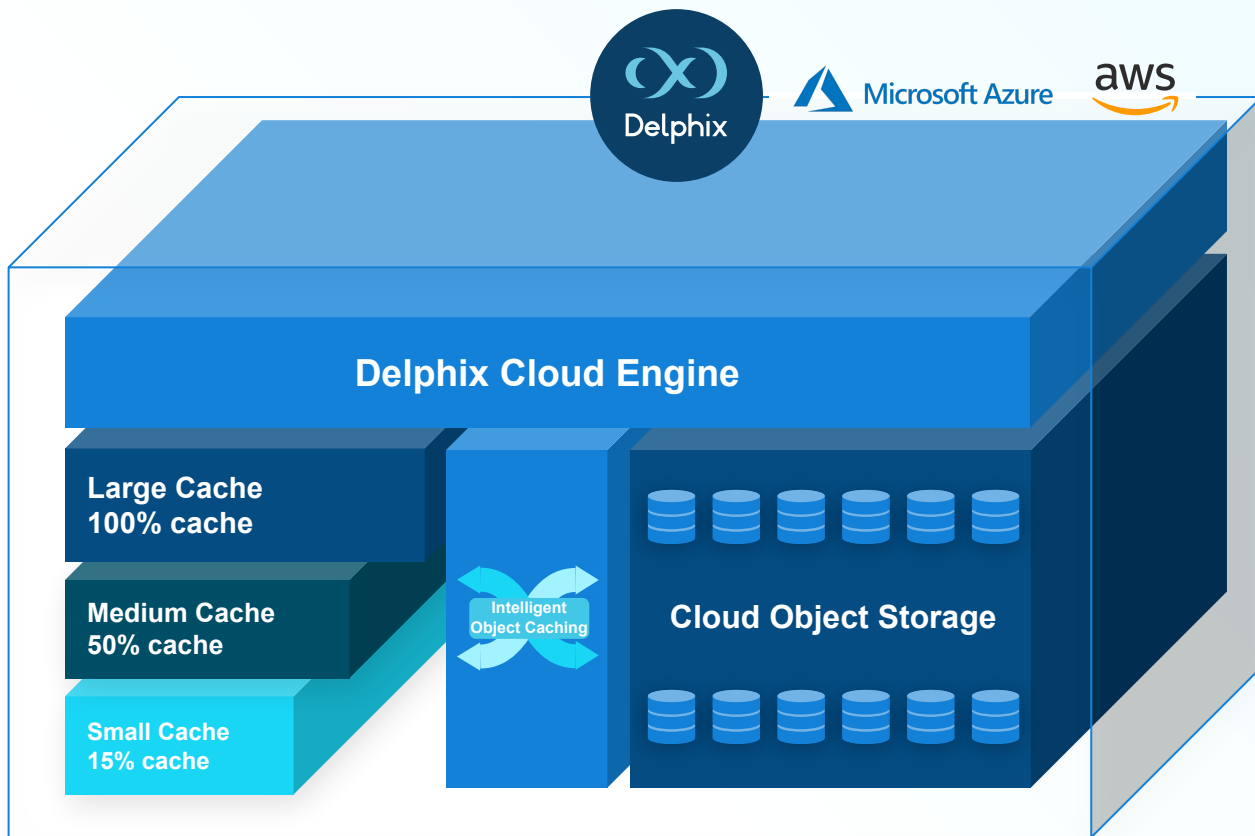 Delphix
Microsoft Azure
aws
Delphix Cloud Engine
Large Cache
100% cache
Medium Cache
50% cache
Small Cache
15% cache
Intelligent
Object Caching
Cloud Object Storage